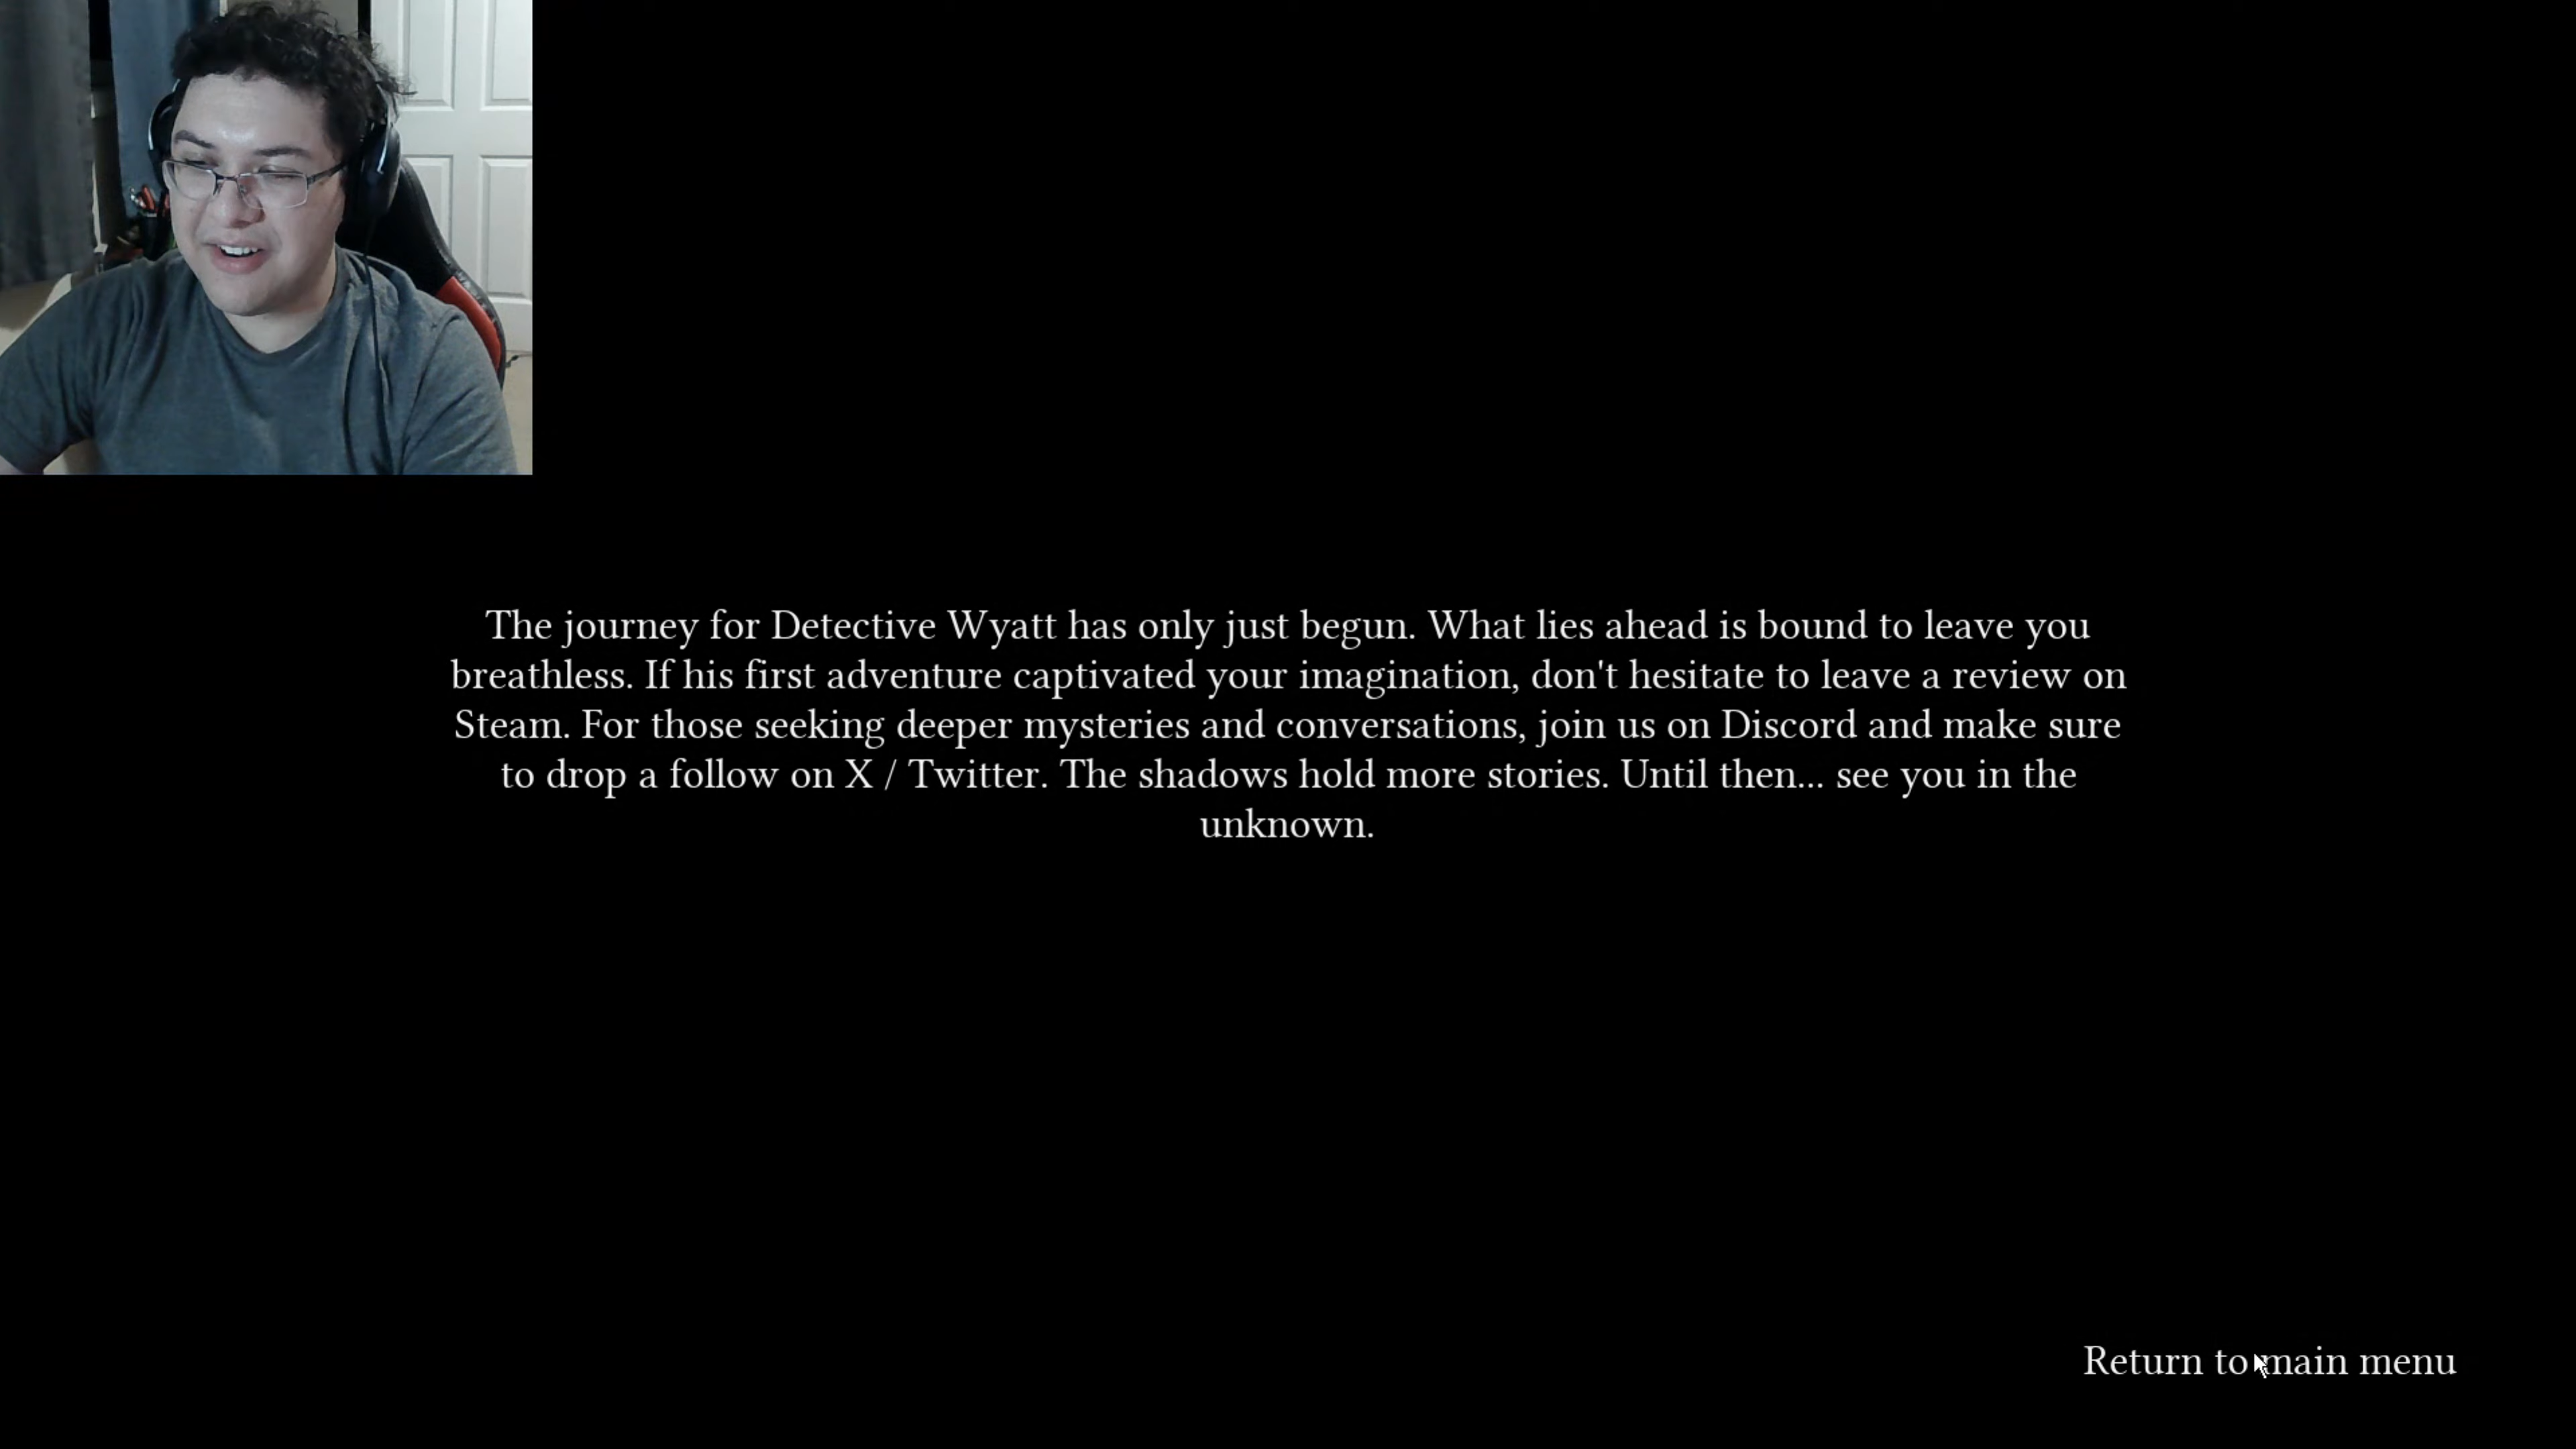 The journey for Detective Wyatt has only just begun. What lies ahead is bound to leave you
breathless. If his first adventure captivated your imagination, don't hesitate to leave a review on
Steam. For those seeking deeper mysteries and conversations, join us on Discord and make sure
to drop a follow on X / Twitter. The shadows hold more stories. Until then... see you in the
unknown.
Return to main menu